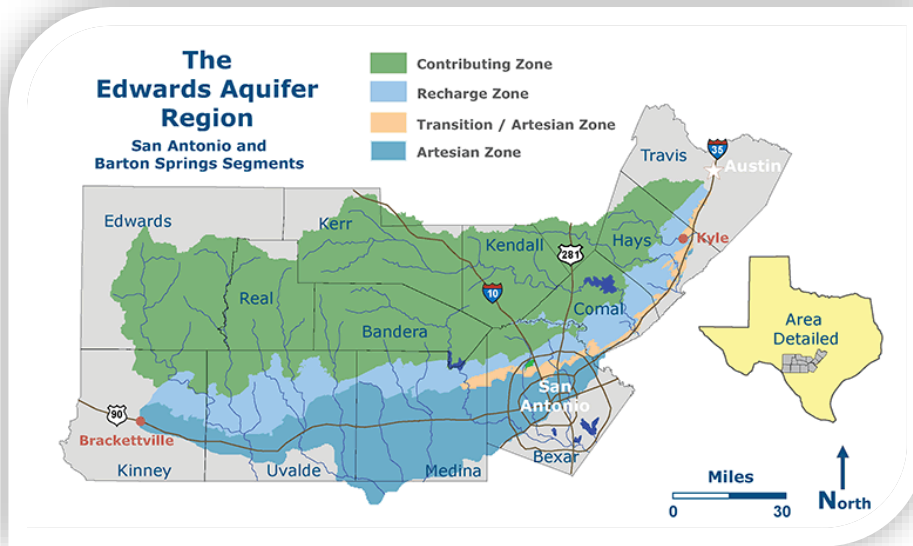 The
Edwards Aquifer
Region
San Antonio and
Barton Springs Segments
Contributing Zone
Recharge Zone
Transition / Artesian Zone
Artesian Zone
Travis
35
Austin
Edwards
Kerr
Kendall
Hays
Kyle
281
Real
10
Comal
Bandera
Area
Detailed
San
Antonio
90
Brackettville
Kinney
Uvalde
Medina
Bexar
Miles
0
30
North